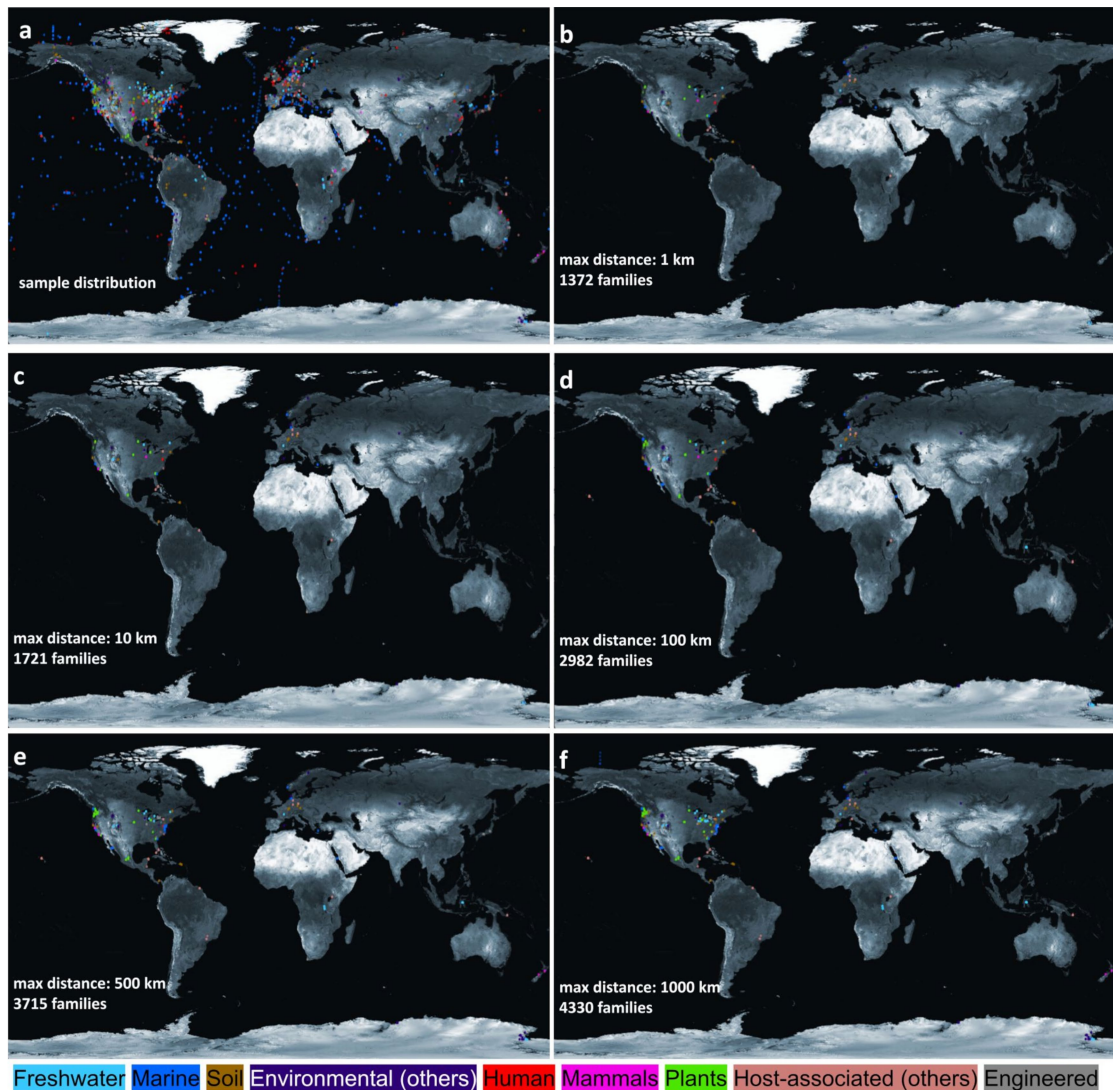 a
sample distribution
b
max distance: 1 km
1372 families
c
max distance: 10 km
1721 families
d
max distance: 100 km
2982 families
e
max distance: 500 km
3715 families
f
max distance: 1000 km
4330 families
Freshwater Marine Soil Environmental (others) Human Mammals Plants Host-associated (others) Engineered